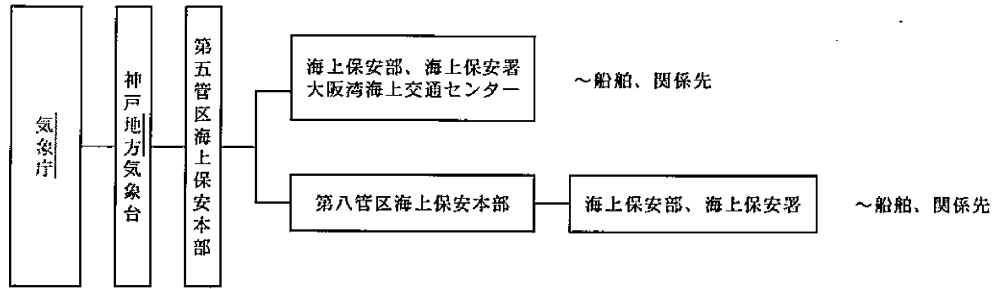 気象庁
神戸地方気象台
第五管区海上保安本部
海上保安部、海上保安署
大阪湾海上交通センター
～船舶、関係先
第八管区海上保安本部
海上保安部、海上保安署
～船舶、関係先